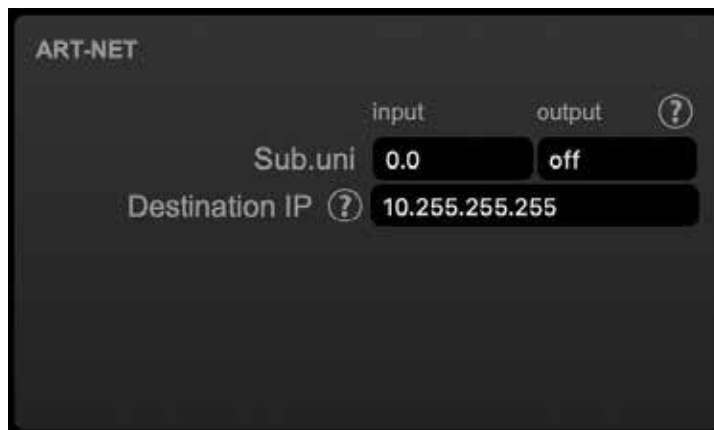 ART-NET
input output ?
Sub.uni 0.0 off
Destination IP ? 10.255.255.255